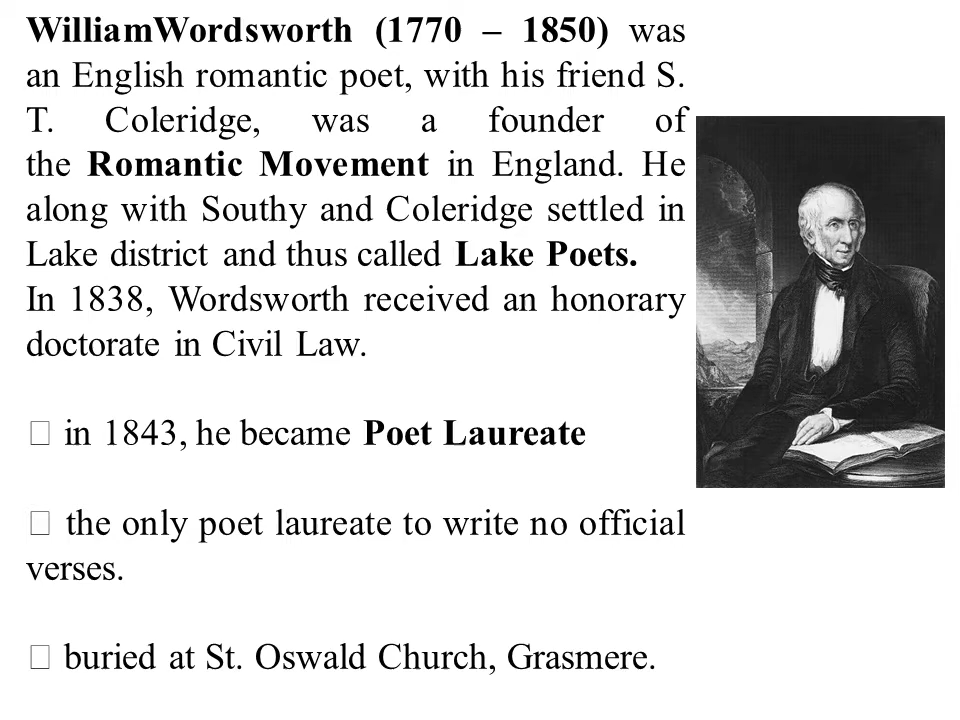 WilliamWordsworth (1770 – 1850) was
an English romantic poet, with his friend S.
T. Coleridge, was a founder of
the Romantic Movement in England. He
along with Southy and Coleridge settled in
Lake district and thus called Lake Poets.
In 1838, Wordsworth received an honorary
doctorate in Civil Law.
in 1843, he became Poet Laureate
the only poet laureate to write no official
verses.
buried at St. Oswald Church, Grasmere.